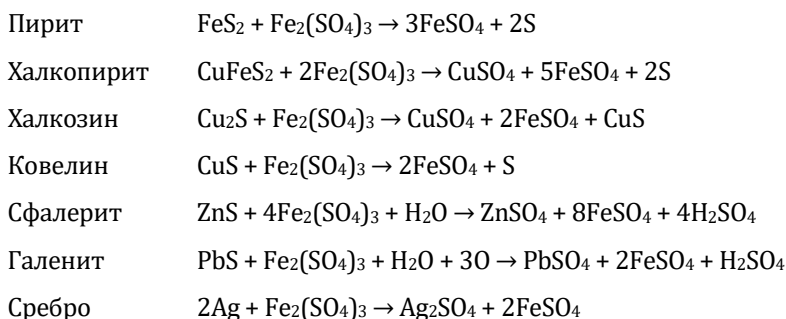 Пирит FeS₂ + Fe₂(SO₄)₃ → 3FeSO₄ + 2S
Халкопирит CuFeS₂ + 2Fe₂(SO₄)₃ → CuSO₄ + 5FeSO₄ + 2S
Халкозин Cu₂S + Fe₂(SO₄)₃ → CuSO₄ + 2FeSO₄ + CuS
Ковелин CuS + Fe₂(SO₄)₃ → 2FeSO₄ + S
Сфалерит ZnS + 4Fe₂(SO₄)₃ + H₂O → ZnSO₄ + 8FeSO₄ + 4H₂SO₄
Галенит PbS + Fe₂(SO₄)₃ + H₂O + 3O → PbSO₄ + 2FeSO₄ + H₂SO₄
Сребро 2Ag + Fe₂(SO₄)₃ → Ag₂SO₄ + 2FeSO₄